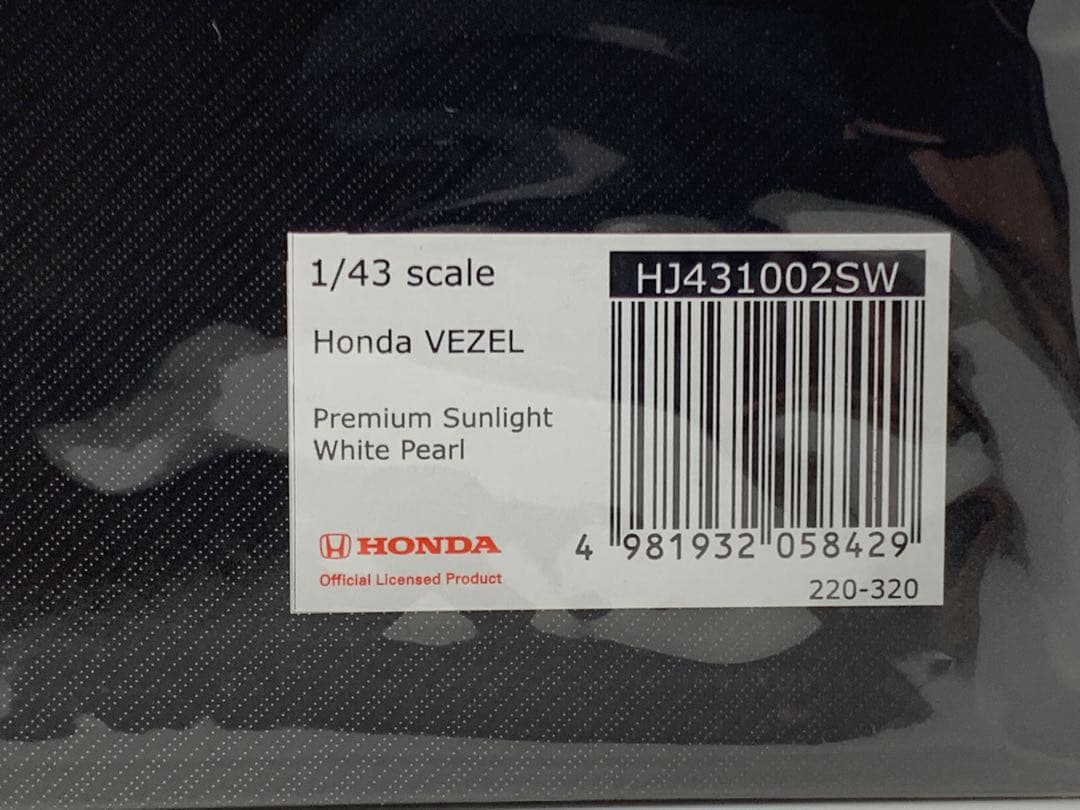 1/43 scale
HJ431002SW
Honda VEZEL
Premium Sunlight
White Pearl
HONDA
Official Licensed Product
4 981932 058429
220-320